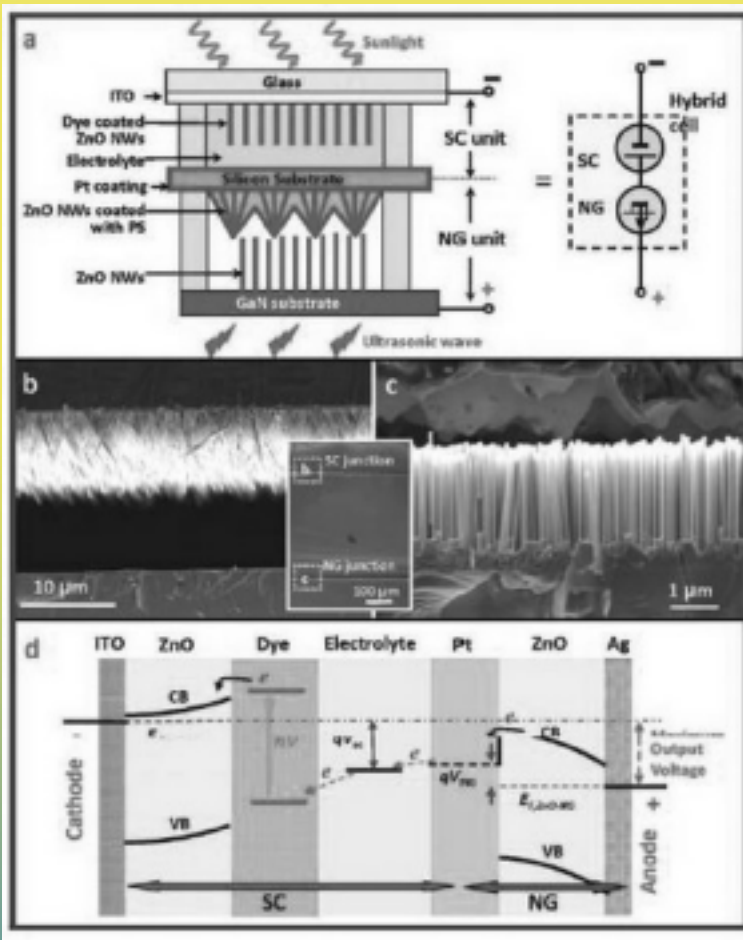 a
Sunlight
Glass
ITO
Dye coated
ZnO NWs
Electrolyte
Silicon Substrate
Pt coating
ZnO NWs coated
with PS
ZnO NWs
GaN substrate
Ultrasonic wave
−
SC unit
NG unit
+
=
−
Hybrid
cell
SC
NG
+
b
10 μm
SC junction
b
NG junction
c
100 μm
c
1 μm
d
ITO ZnO Dye Electrolyte Pt ZnO Ag
CB
e
hν
VB
e
e
e
CB
VB
Output
Voltage
-
+
Cathode
Anode
SC
NG